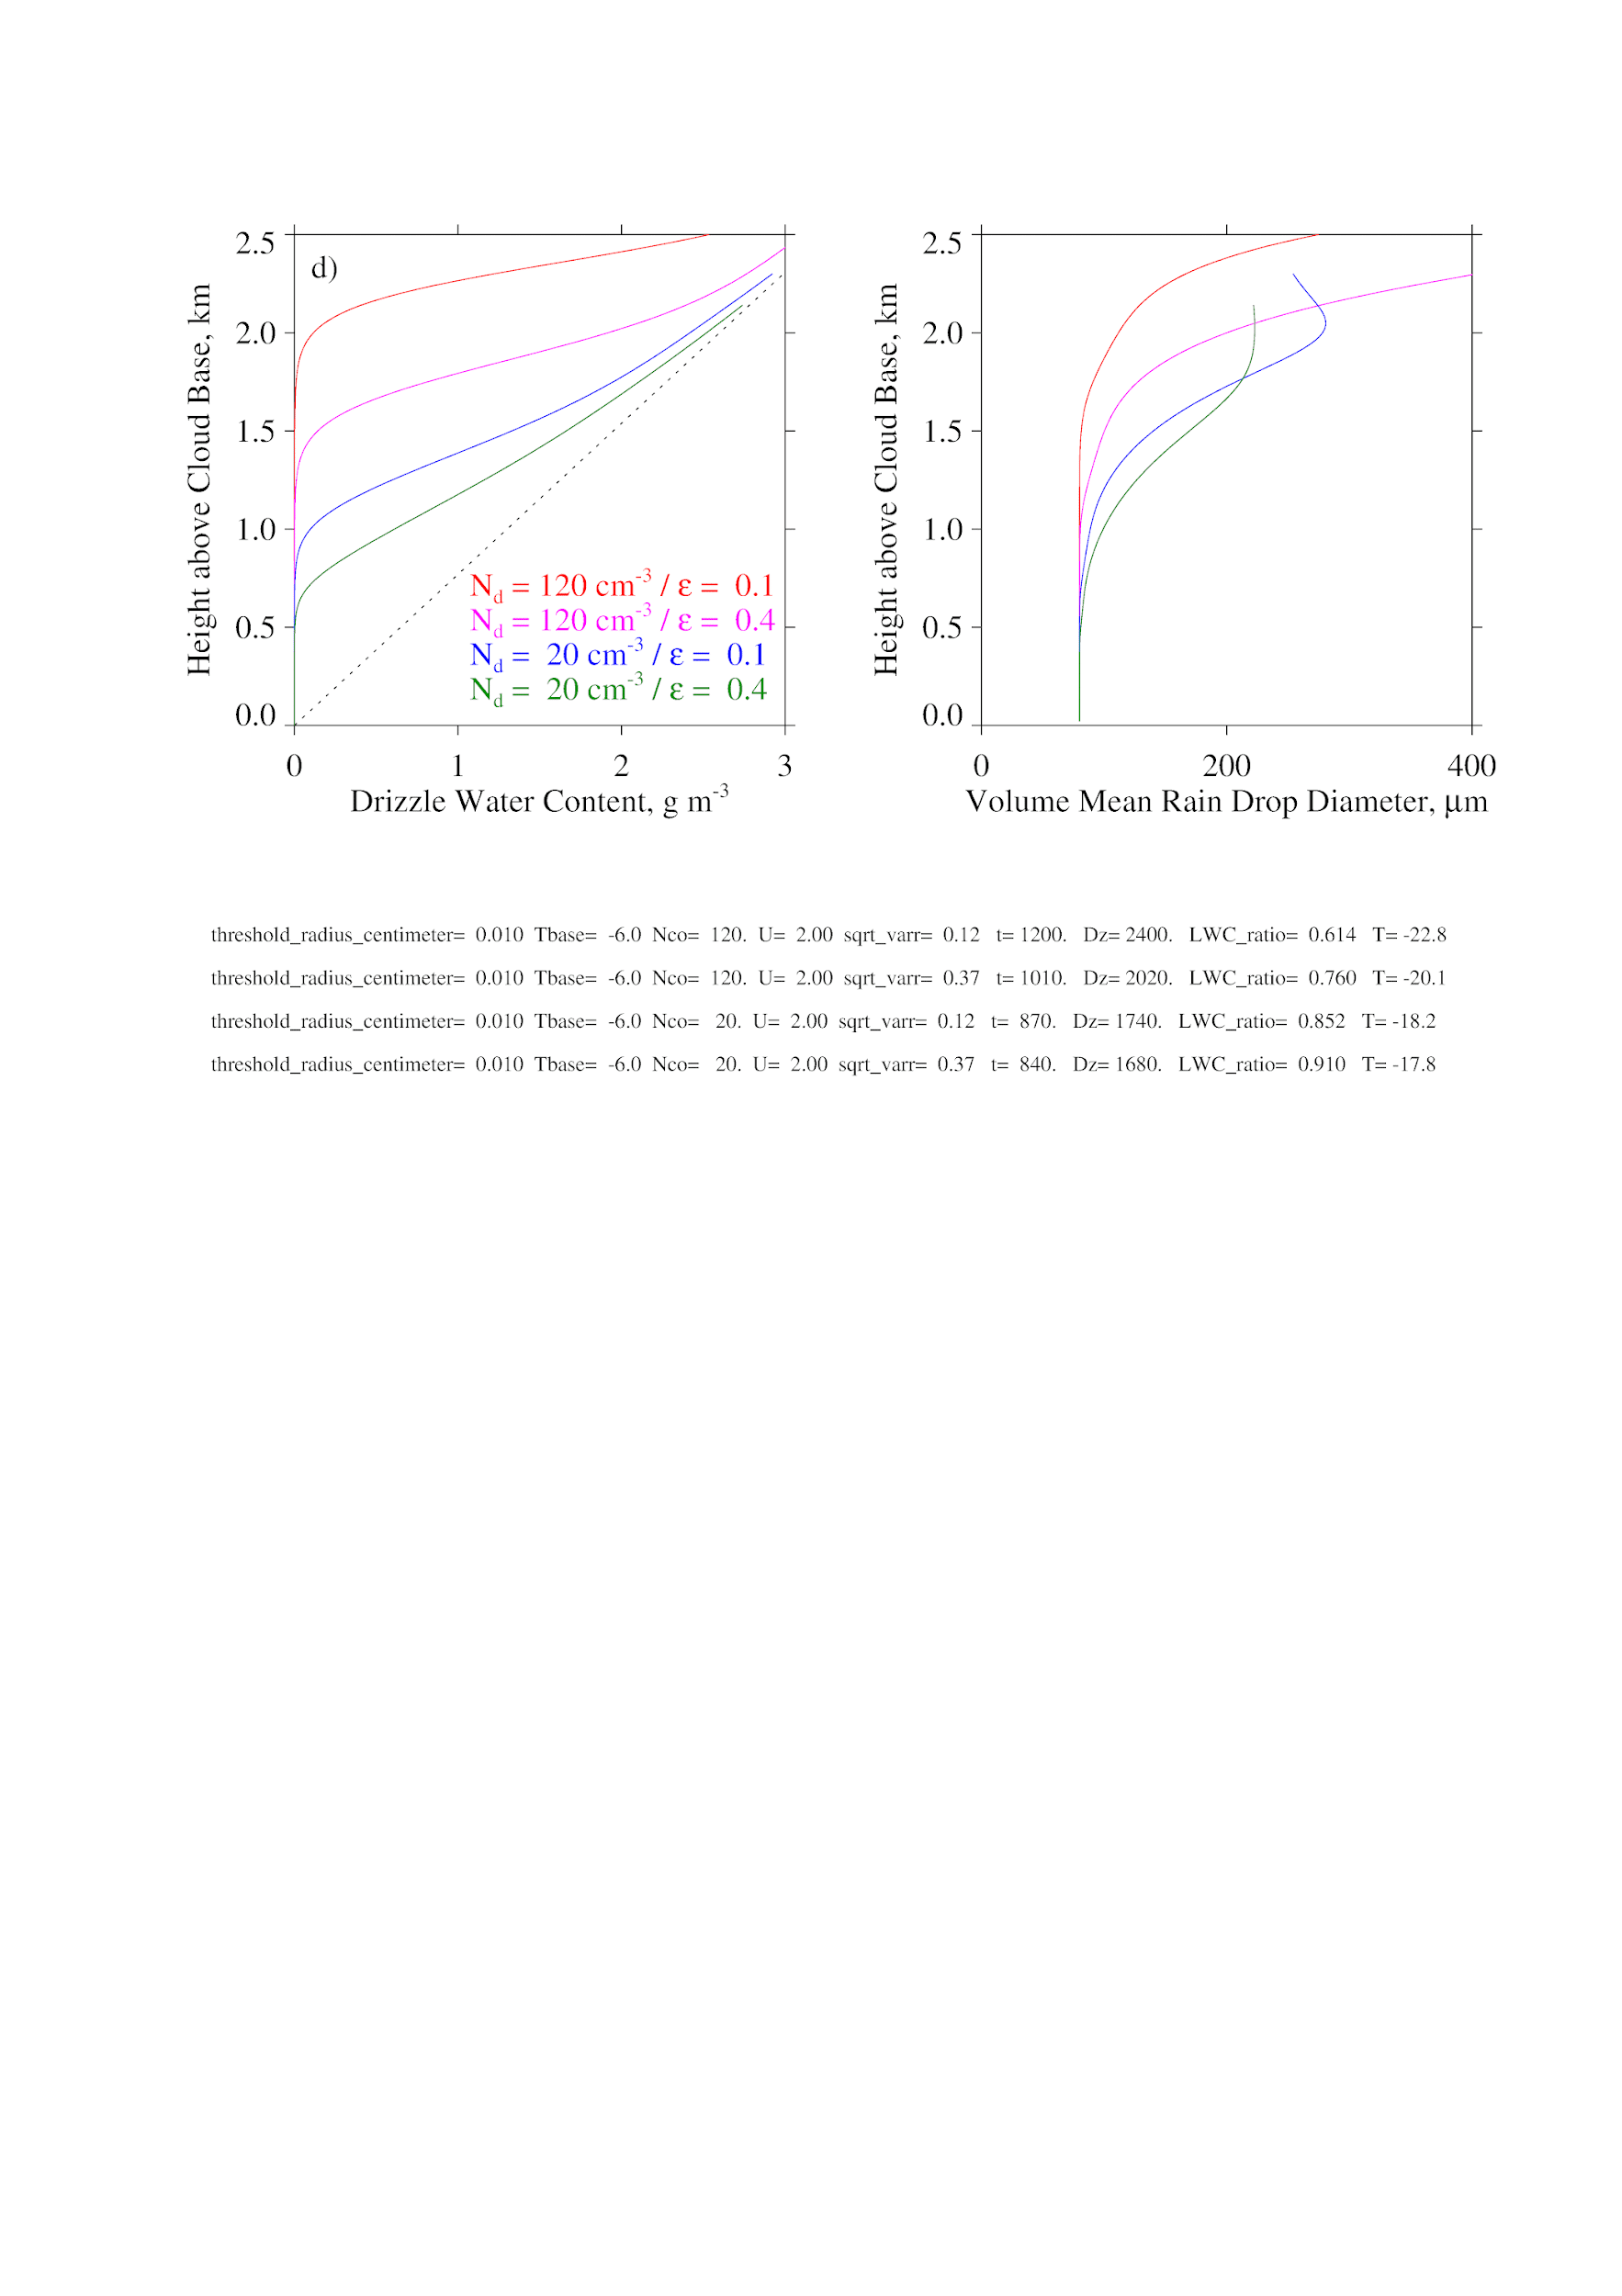 d)
2.5
2.0
1.5
1.0
0.5
0.0
Height above Cloud Base, km
N_d = 120 cm^-3 / ε = 0.1
N_d = 120 cm^-3 / ε = 0.4
N_d = 20 cm^-3 / ε = 0.1
N_d = 20 cm^-3 / ε = 0.4
0 1 2 3
Drizzle Water Content, g m^-3
2.5
2.0
1.5
1.0
0.5
0.0
Height above Cloud Base, km
0 200 400
Volume Mean Rain Drop Diameter, μm
threshold_radius_centimeter= 0.010 Tbase= -6.0 Nco= 120. U= 2.00 sqrt_varr= 0.12 t= 1200. Dz= 2400. LWC_ratio= 0.614 T= -22.8
threshold_radius_centimeter= 0.010 Tbase= -6.0 Nco= 120. U= 2.00 sqrt_varr= 0.37 t= 1010. Dz= 2020. LWC_ratio= 0.760 T= -20.1
threshold_radius_centimeter= 0.010 Tbase= -6.0 Nco= 20. U= 2.00 sqrt_varr= 0.12 t= 870. Dz= 1740. LWC_ratio= 0.852 T= -18.2
threshold_radius_centimeter= 0.010 Tbase= -6.0 Nco= 20. U= 2.00 sqrt_varr= 0.37 t= 840. Dz= 1680. LWC_ratio= 0.910 T= -17.8